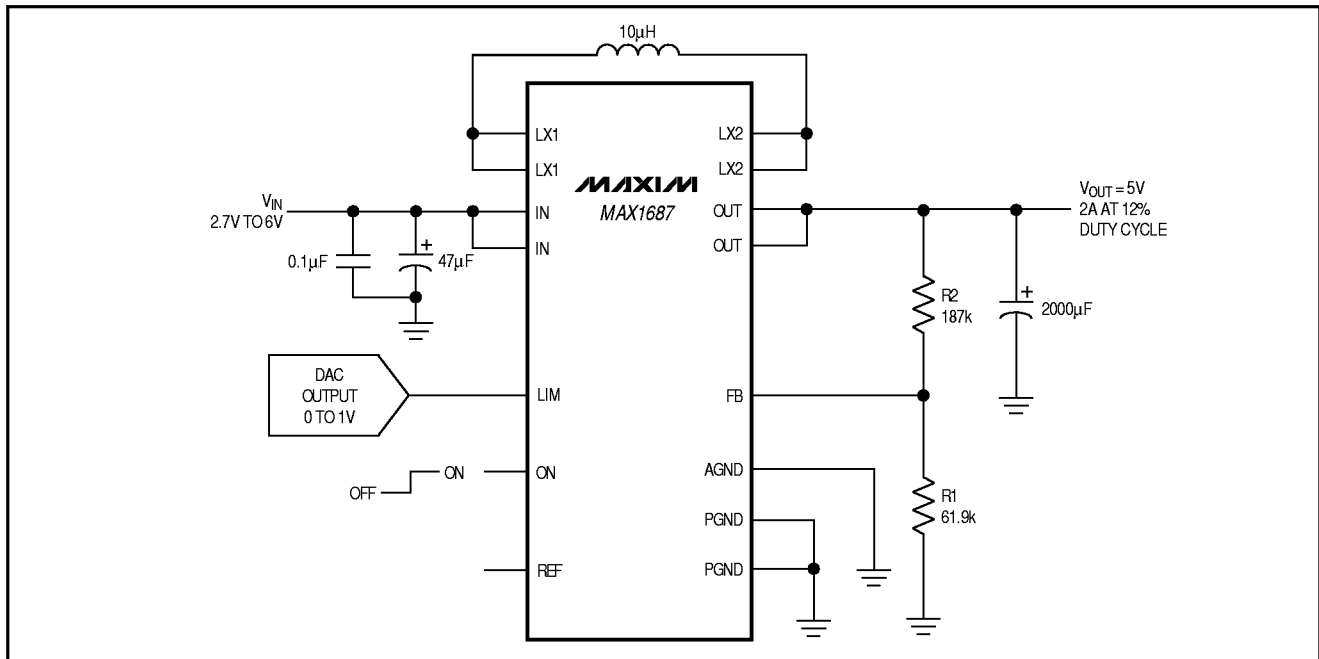 10µH
LX1
LX2
LX1
LX2
MAXIM
MAX1687
VIN
2.7V TO 6V
IN
OUT
VOUT = 5V
2A AT 12%
DUTY CYCLE
IN
OUT
0.1µF
+
47µF
R2
187k
+
2000µF
DAC
OUTPUT
0 TO 1V
LIM
FB
OFF
ON
ON
AGND
R1
61.9k
PGND
REF
PGND